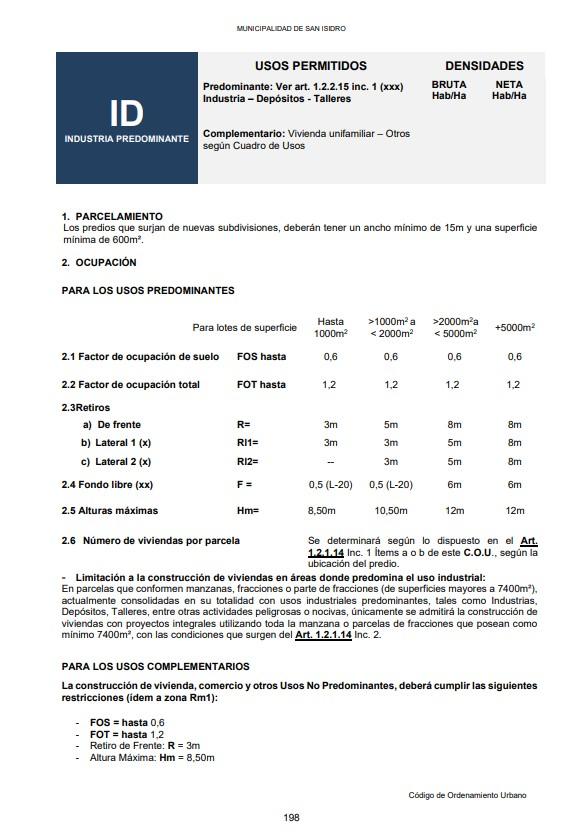 MUNICIPALIDAD DE SAN ISIDRO
ID
INDUSTRIA PREDOMINANTE
USOS PERMITIDOS
Predominante: Ver art. 1.2.2.15 inc. 1 (xxx)
Industria – Depósitos - Talleres
Complementario: Vivienda unifamiliar – Otros
según Cuadro de Usos
DENSIDADES
BRUTA NETA
Hab/Ha Hab/Ha
1. PARCELAMIENTO
Los predios que surjan de nuevas subdivisiones, deberán tener un ancho mínimo de 15m y una superficie
mínima de 600m².
2. OCUPACIÓN
PARA LOS USOS PREDOMINANTES
Para lotes de superficie Hasta 1000m² >1000m² a < 2000m² >2000m²a < 5000m² +5000m²
2.1 Factor de ocupación de suelo FOS hasta 0,6 0,6 0,6 0,6
2.2 Factor de ocupación total FOT hasta 1,2 1,2 1,2 1,2
2.3Retiros
a) De frente R= 3m 5m 8m 8m
b) Lateral 1 (x) Rl1= 3m 3m 5m 8m
c) Lateral 2 (x) Rl2= -- 3m 5m 8m
2.4 Fondo libre (xx) F = 0,5 (L-20) 0,5 (L-20) 6m 6m
2.5 Alturas máximas Hm= 8,50m 10,50m 12m 12m
2.6 Número de viviendas por parcela Se determinará según lo dispuesto en el Art.
1.2.1.14 Inc. 1 Ítems a o b de este C.O.U., según la
ubicación del predio.
- Limitación a la construcción de viviendas en áreas donde predomina el uso industrial:
En parcelas que conformen manzanas, fracciones o parte de fracciones (de superficies mayores a 7400m²),
actualmente consolidadas en su totalidad con usos industriales predominantes, tales como Industrias,
Depósitos, Talleres, entre otras actividades peligrosas o nocivas, únicamente se admitirá la construcción de
viviendas con proyectos integrales utilizando toda la manzana o parcelas de fracciones que posean como
mínimo 7400m², con las condiciones que surgen del Art. 1.2.1.14 Inc. 2.
PARA LOS USOS COMPLEMENTARIOS
La construcción de vivienda, comercio y otros Usos No Predominantes, deberá cumplir las siguientes
restricciones (ídem a zona Rm1):
- FOS = hasta 0,6
- FOT = hasta 1,2
- Retiro de Frente: R = 3m
- Altura Máxima: Hm = 8,50m
Código de Ordenamiento Urbano
198